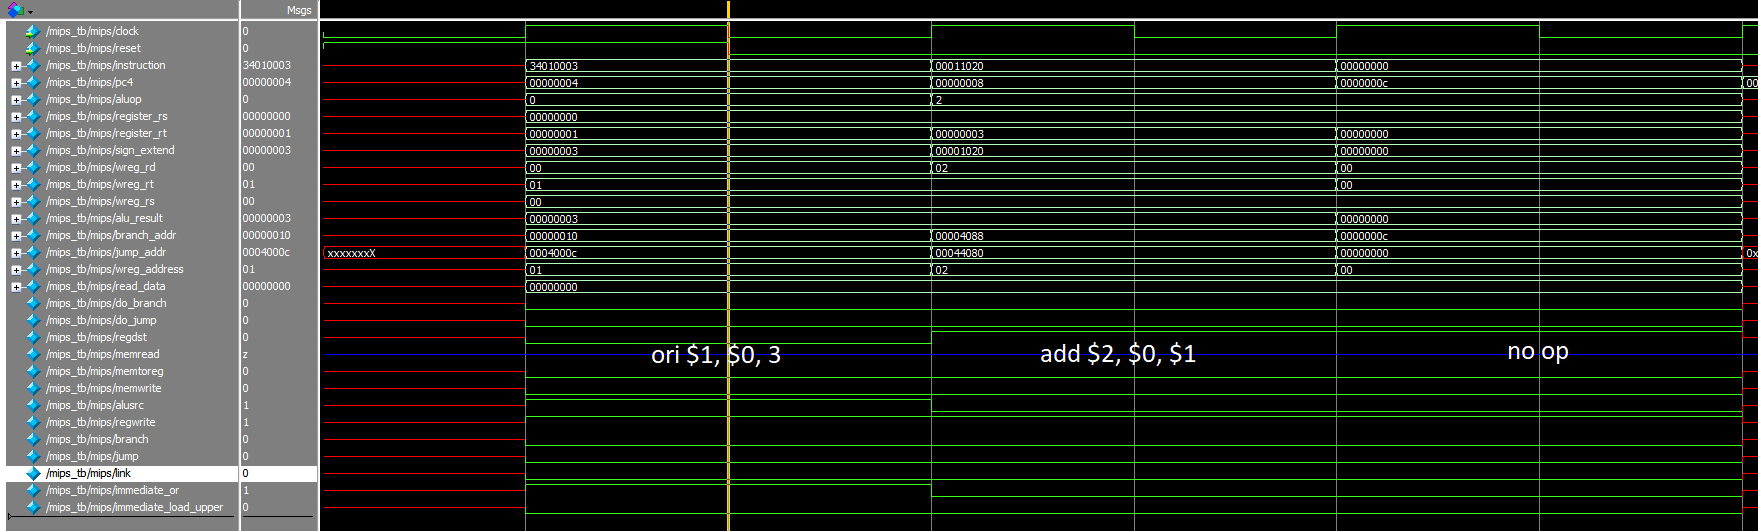 Msgs
/mips_tb/mips/clock 0
/mips_tb/mips/reset 0
/mips_tb/mips/instruction 34010003 34010003 00011020 00000000
/mips_tb/mips/pc4 00000004 00000004 00000008 0000000c 00
/mips_tb/mips/aluop 0 0 2
/mips_tb/mips/register_rs 00000000 00000000
/mips_tb/mips/register_rt 00000001 00000001 00000003 00000000
/mips_tb/mips/sign_extend 00000003 00000003 00001020 00000000
/mips_tb/mips/wreg_rd 00 00 02 00
/mips_tb/mips/wreg_rt 01 01 00
/mips_tb/mips/wreg_rs 00 00
/mips_tb/mips/alu_result 00000003 00000003 00000000
/mips_tb/mips/branch_addr 00000010 00000010 00004088 0000000c
/mips_tb/mips/jump_addr 0004000c xxxxxxxX 0004000c 00044080 00000000 0x
/mips_tb/mips/wreg_address 01 01 02 00
/mips_tb/mips/read_data 00000000 00000000
/mips_tb/mips/do_branch 0
/mips_tb/mips/do_jump 0
/mips_tb/mips/regdst 0
/mips_tb/mips/memread z
ori $1, $0, 3 add $2, $0, $1 no op
/mips_tb/mips/memtoreg 0
/mips_tb/mips/memwrite 0
/mips_tb/mips/alusrc 1
/mips_tb/mips/regwrite 1
/mips_tb/mips/branch 0
/mips_tb/mips/jump 0
/mips_tb/mips/link 0
/mips_tb/mips/immediate_or 1
/mips_tb/mips/immediate_load_upper 0